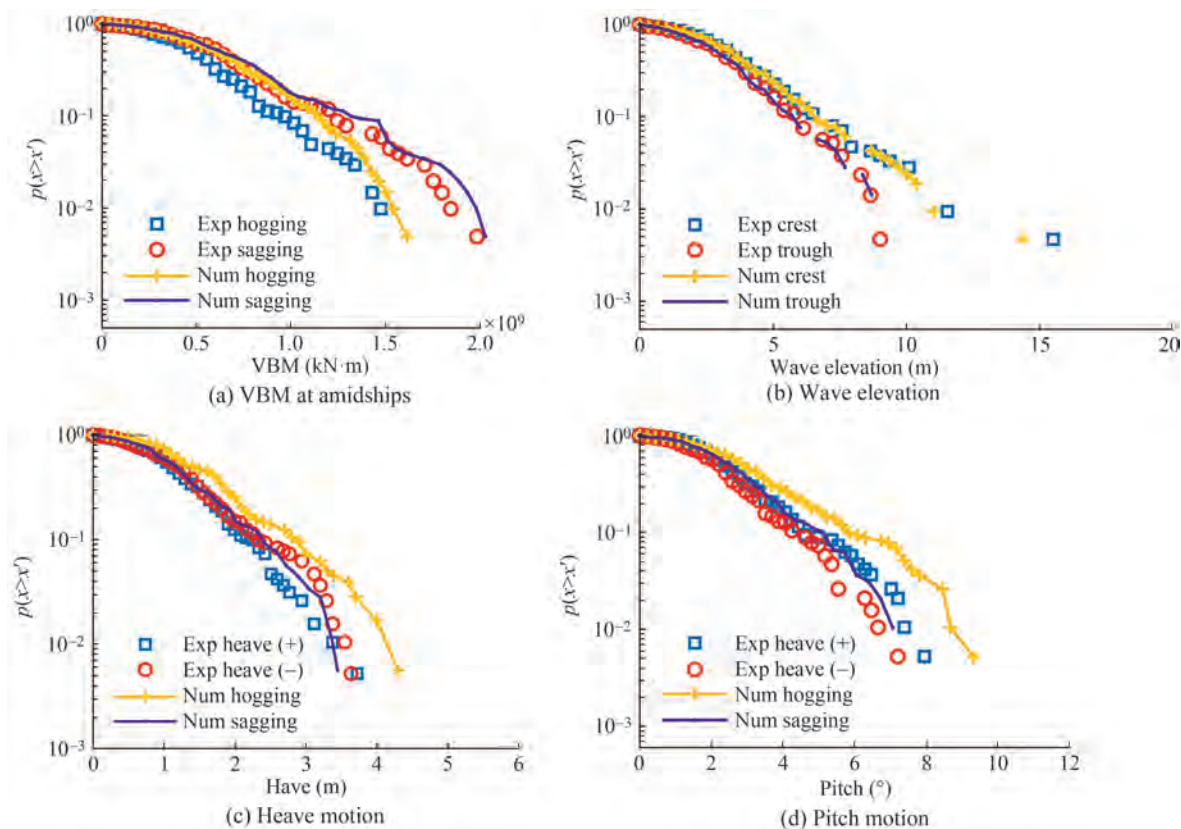 10⁰
10⁻¹
10⁻²
10⁻³
p(x>x')
Exp hogging
Exp sagging
Num hogging
Num sagging
0 0.5 1.0 1.5 2.0
×10⁹
VBM (kN·m)
(a) VBM at amidships
10⁰
10⁻¹
10⁻²
10⁻³
p(x>x')
Exp crest
Exp trough
Num crest
Num trough
0 5 10 15 20
Wave elevation (m)
(b) Wave elevation
10⁰
10⁻¹
10⁻²
10⁻³
p(x>x')
Exp heave (+)
Exp heave (−)
Num hogging
Num sagging
0 1 2 3 4 5 6
Have (m)
(c) Heave motion
10⁰
10⁻¹
10⁻²
10⁻³
p(x>x')
Exp heave (+)
Exp heave (−)
Num hogging
Num sagging
0 2 4 6 8 10 12
Pitch (°)
(d) Pitch motion